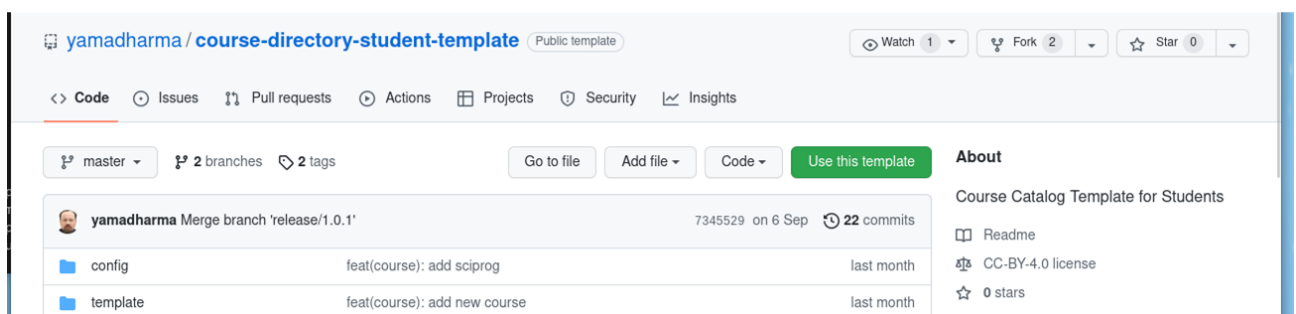 yamadharma / course-directory-student-template Public template
Watch 1 Fork 2 Star 0
Code Issues Pull requests Actions Projects Security Insights
master 2 branches 2 tags Go to file Add file Code Use this template
yamadharma Merge branch 'release/1.0.1' 7345529 on 6 Sep 22 commits
config feat(course): add sciprog last month
template feat(course): add new course last month
About
Course Catalog Template for Students
Readme
CC-BY-4.0 license
0 stars